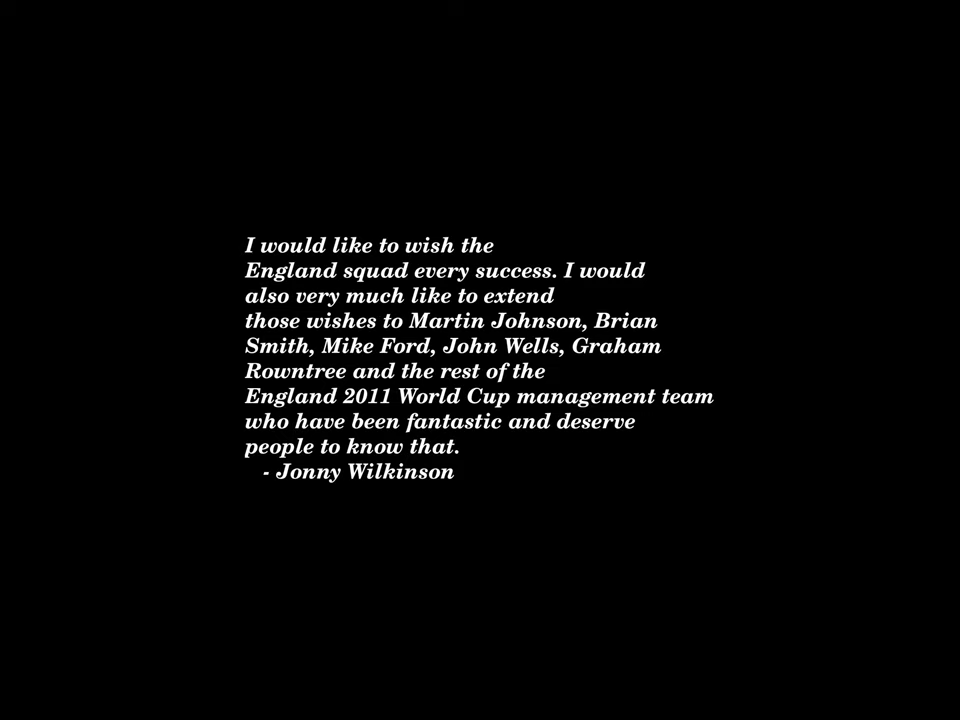 I would like to wish the
England squad every success. I would
also very much like to extend
those wishes to Martin Johnson, Brian
Smith, Mike Ford, John Wells, Graham
Rowntree and the rest of the
England 2011 World Cup management team
who have been fantastic and deserve
people to know that.
- Jonny Wilkinson